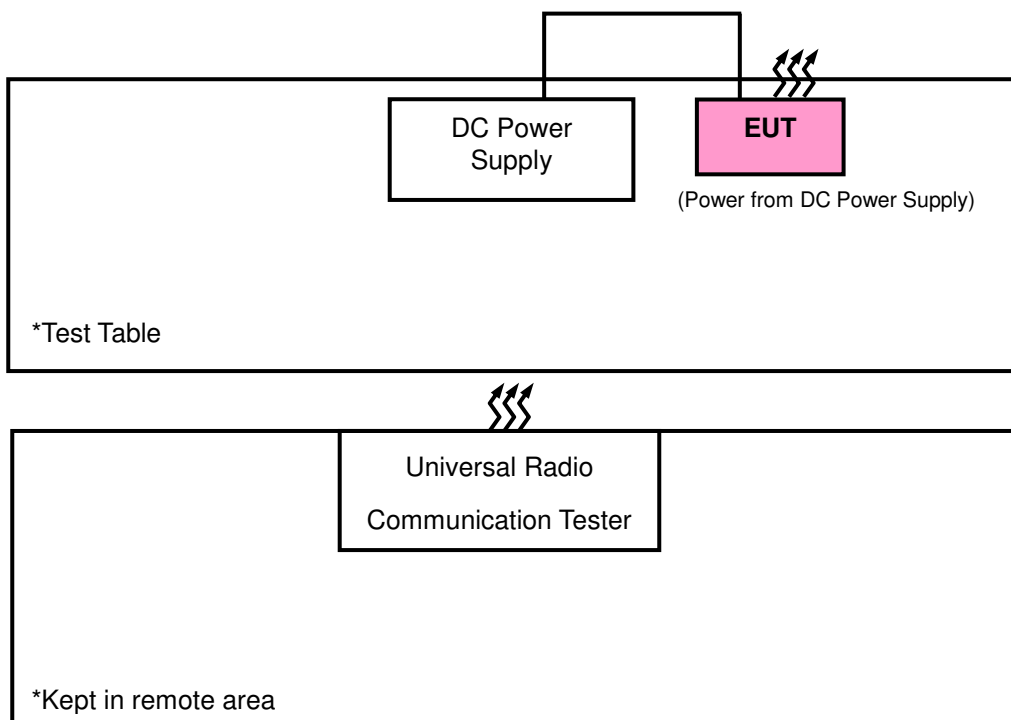 DC Power
Supply
EUT
(Power from DC Power Supply)
*Test Table
Universal Radio
Communication Tester
*Kept in remote area